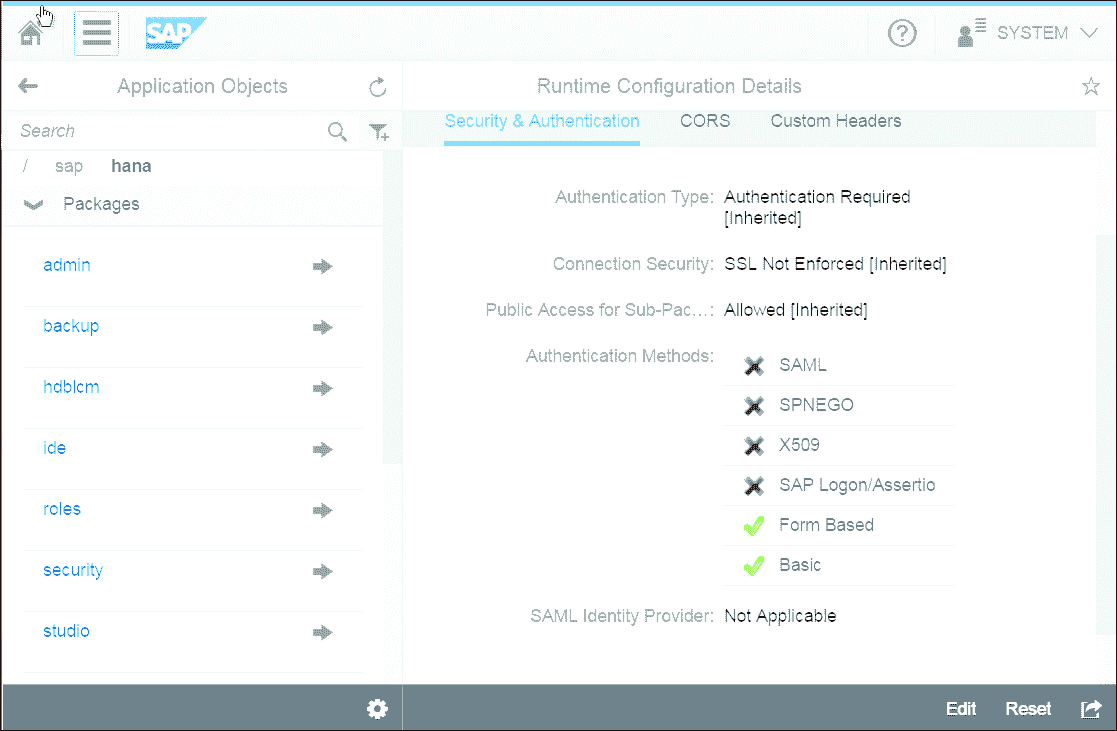 SAP
SYSTEM
Application Objects
Runtime Configuration Details
Search
Security & Authentication
CORS
Custom Headers
/ sap hana
Packages
admin
backup
hdblcm
ide
roles
security
studio
Authentication Type: Authentication Required
[Inherited]
Connection Security: SSL Not Enforced [Inherited]
Public Access for Sub-Pac...: Allowed [Inherited]
Authentication Methods:
SAML
SPNEGO
X509
SAP Logon/Assertio
Form Based
Basic
SAML Identity Provider: Not Applicable
Edit
Reset